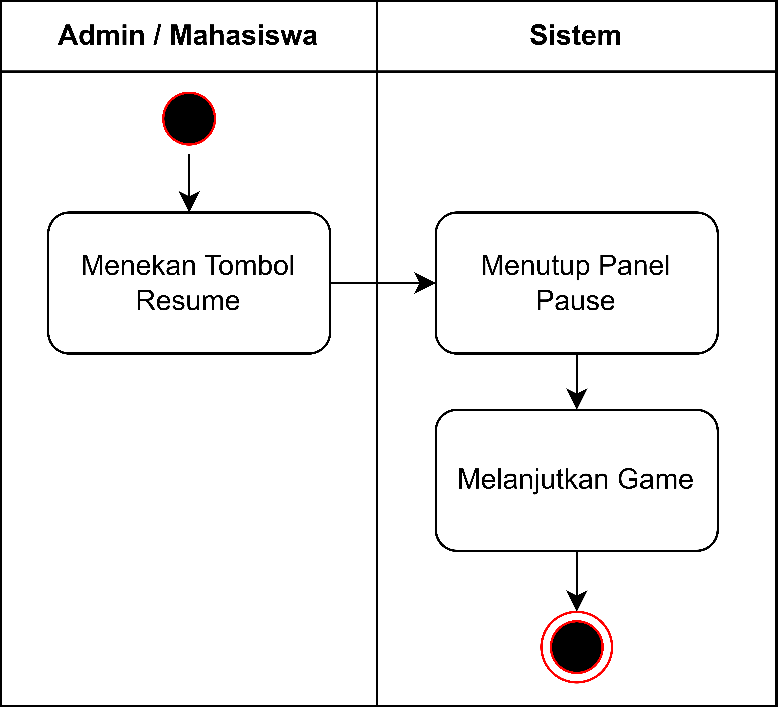 Admin / Mahasiswa
Sistem
Menekan Tombol
Resume
Menutup Panel
Pause
Melanjutkan Game